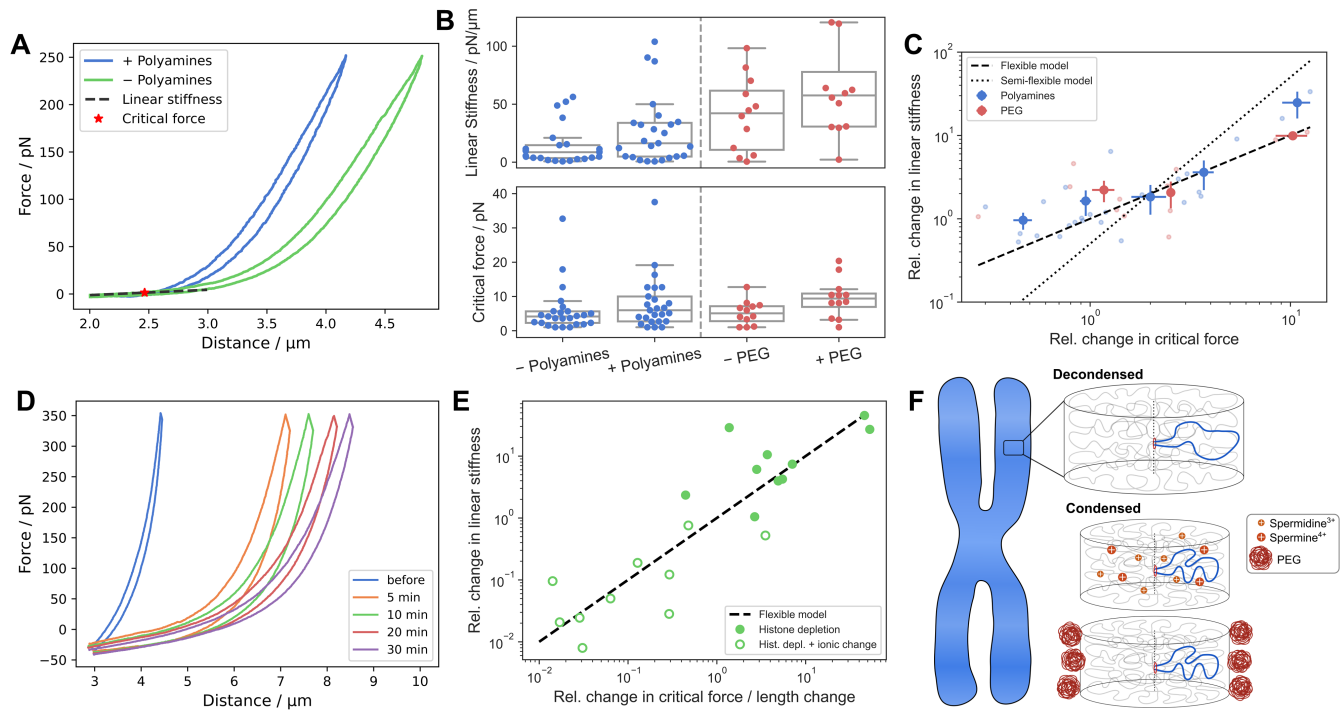 A
Force / pN
250
200
150
100
50
0
2.0
2.5
3.0
3.5
4.0
4.5
Distance / μm
+ Polyamines
− Polyamines
Linear stiffness
Critical force
B
Linear Stiffness / pN/μm
100
50
0
Critical force / pN
40
30
20
10
0
− Polyamines
+ Polyamines
− PEG
+ PEG
C
Rel. change in linear stiffness
10²
10¹
10⁰
10⁻¹
10⁰
10¹
Rel. change in critical force
Flexible model
Semi-flexible model
Polyamines
PEG
D
Force / pN
350
300
250
200
150
100
50
0
−50
3
4
5
6
7
8
9
10
Distance / μm
before
5 min
10 min
20 min
30 min
E
Rel. change in linear stiffness
10¹
10⁰
10⁻¹
10⁻²
10⁻²
10⁻¹
10⁰
10¹
Rel. change in critical force / length change
Flexible model
Histone depletion
Hist. depl. + ionic change
F
Decondensed
Condensed
Spermidine³⁺
Spermine⁴⁺
PEG